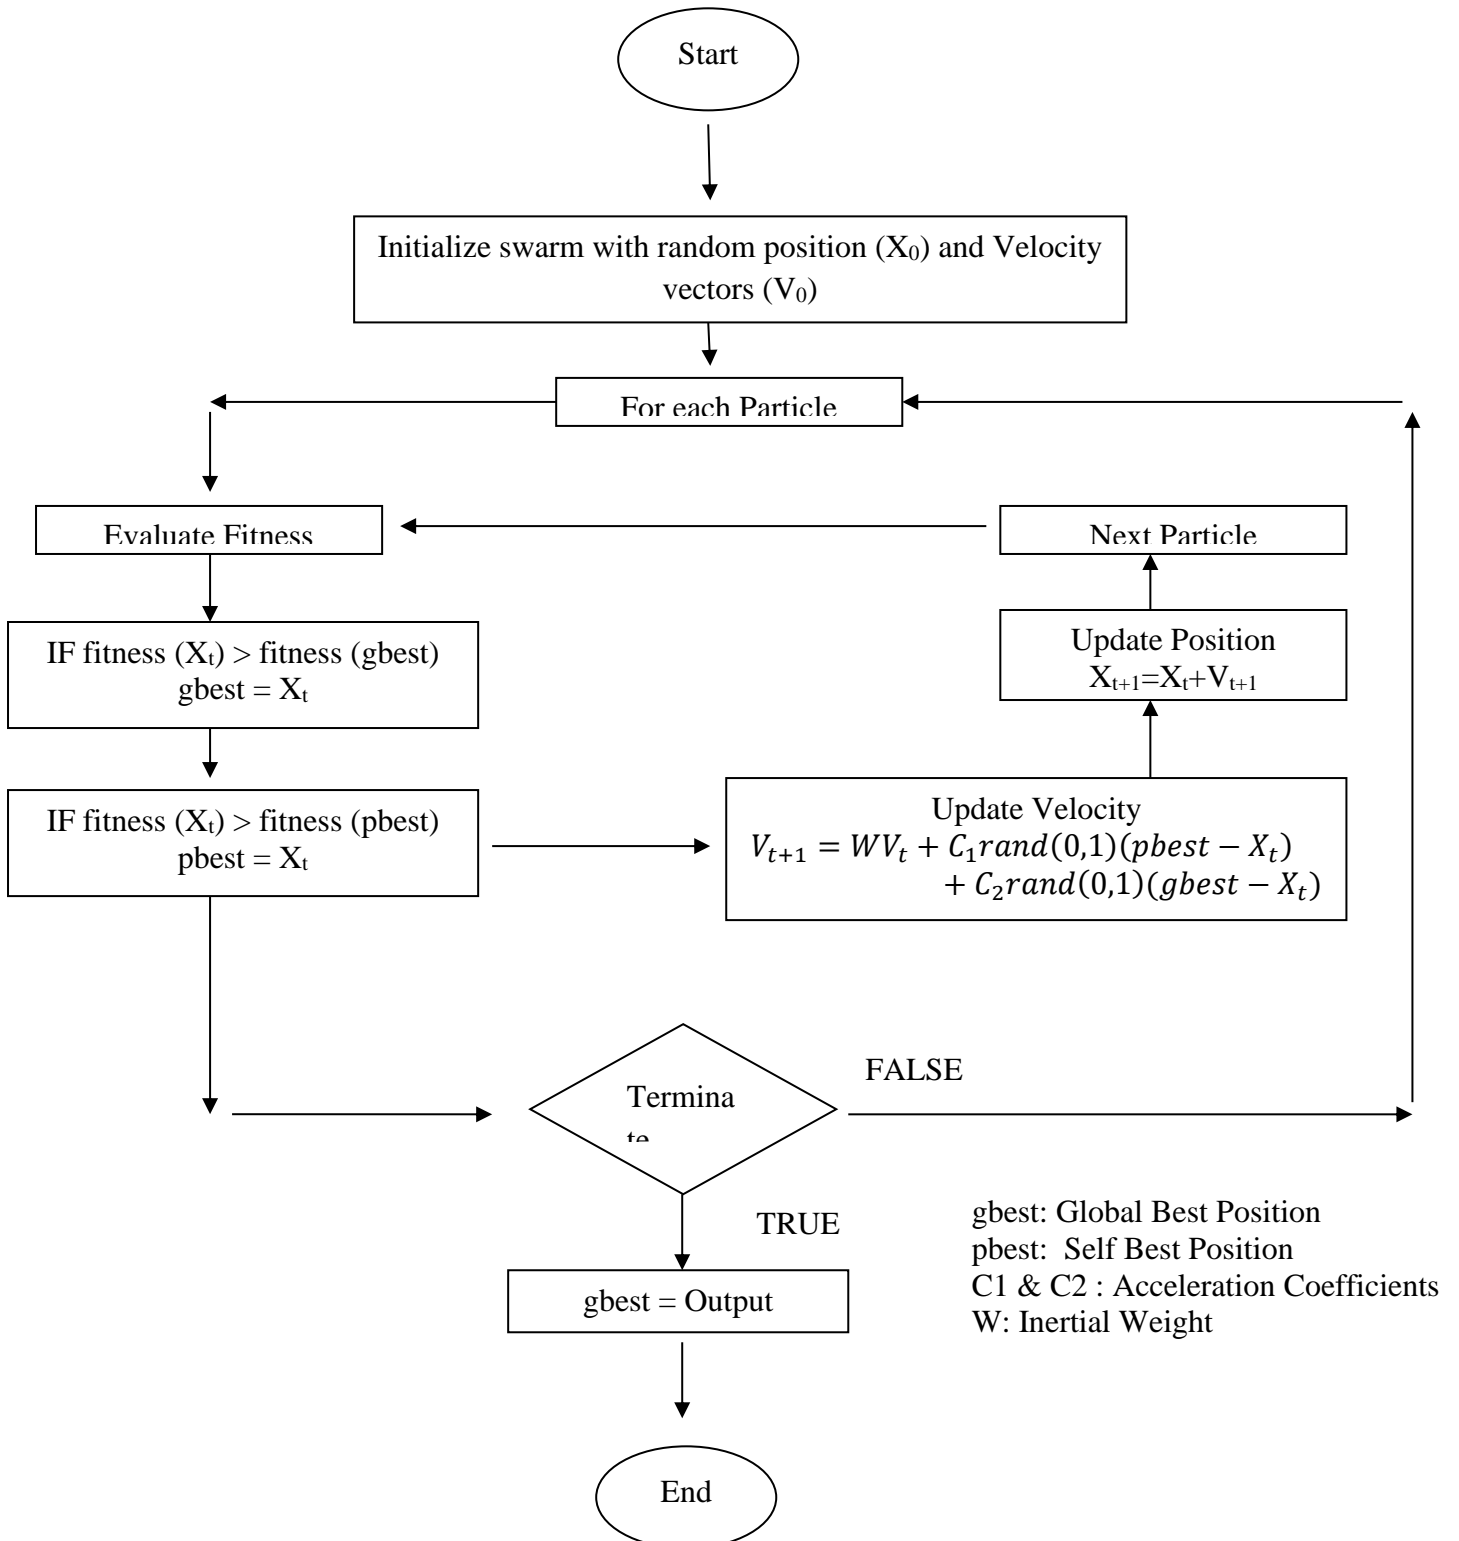 Start
Initialize swarm with random position (X₀) and Velocity
vectors (V₀)
For each Particle
Evaluate Fitness
Next Particle
IF fitness (Xₜ) > fitness (gbest)
gbest = Xₜ
Update Position
Xₜ₊₁=Xₜ+Vₜ₊₁
IF fitness (Xₜ) > fitness (pbest)
pbest = Xₜ
Update Velocity
Vₜ₊₁ = WVₜ + C₁rand(0,1)(pbest − Xₜ)
+ C₂rand(0,1)(gbest − Xₜ)
Termina
te
FALSE
TRUE
gbest = Output
gbest: Global Best Position
pbest:  Self Best Position
C1 & C2 : Acceleration Coefficients
W: Inertial Weight
End